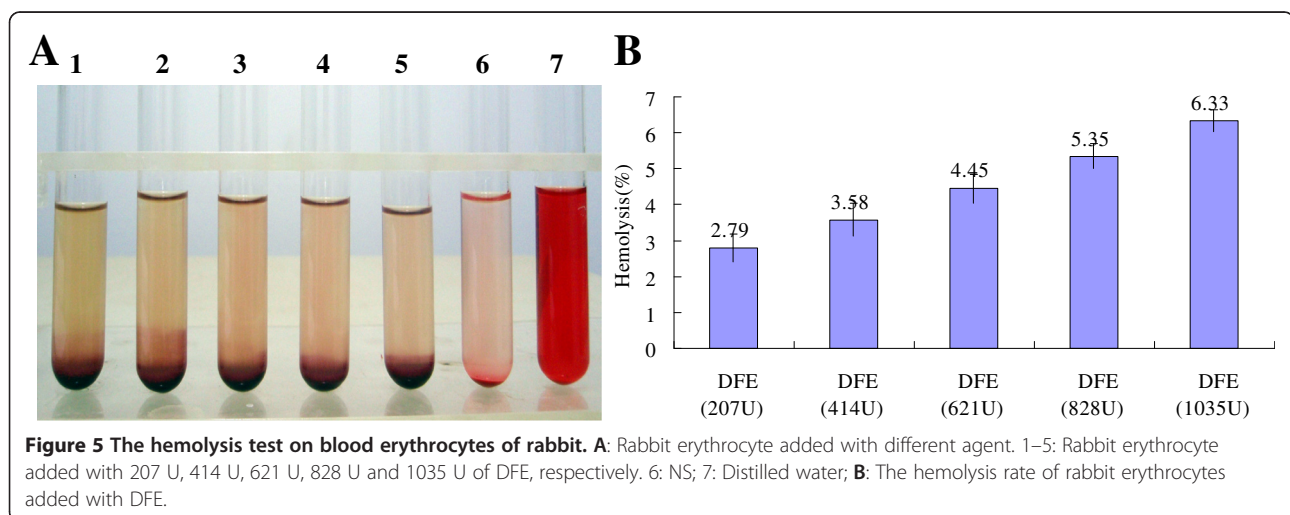 A
1 2 3 4 5 6 7
B
7
6
5
4
3
2
1
0
Hemolysis(%)
2.79
3.58
4.45
5.35
6.33
DFE DFE DFE DFE DFE
(207U) (414U) (621U) (828U) (1035U)
Figure 5 The hemolysis test on blood erythrocytes of rabbit. A: Rabbit erythrocyte added with different agent. 1–5: Rabbit erythrocyte
added with 207 U, 414 U, 621 U, 828 U and 1035 U of DFE, respectively. 6: NS; 7: Distilled water; B: The hemolysis rate of rabbit erythrocytes
added with DFE.